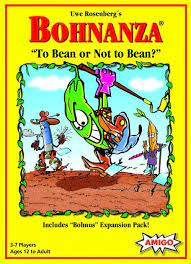 Uwe Rosenberg's
BOHNANZA®
"To Bean or Not to Bean?"
Includes "Bohnus" Expansion Pack!
3-7 Players
Ages 12 to Adult
AMIGO